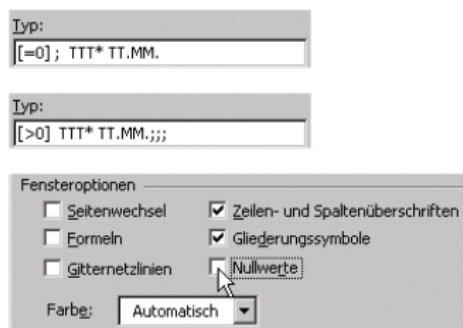 Typ:
[=0]; TTT* TT.MM.
Typ:
[>0] TTT* TT.MM.;;;
Fensteroptionen
Seitenwechsel
Zeilen- und Spaltenüberschriften
Formeln
Gliederungssymbole
Gitternetzlinien
Nullwerte
Farbe: Automatisch